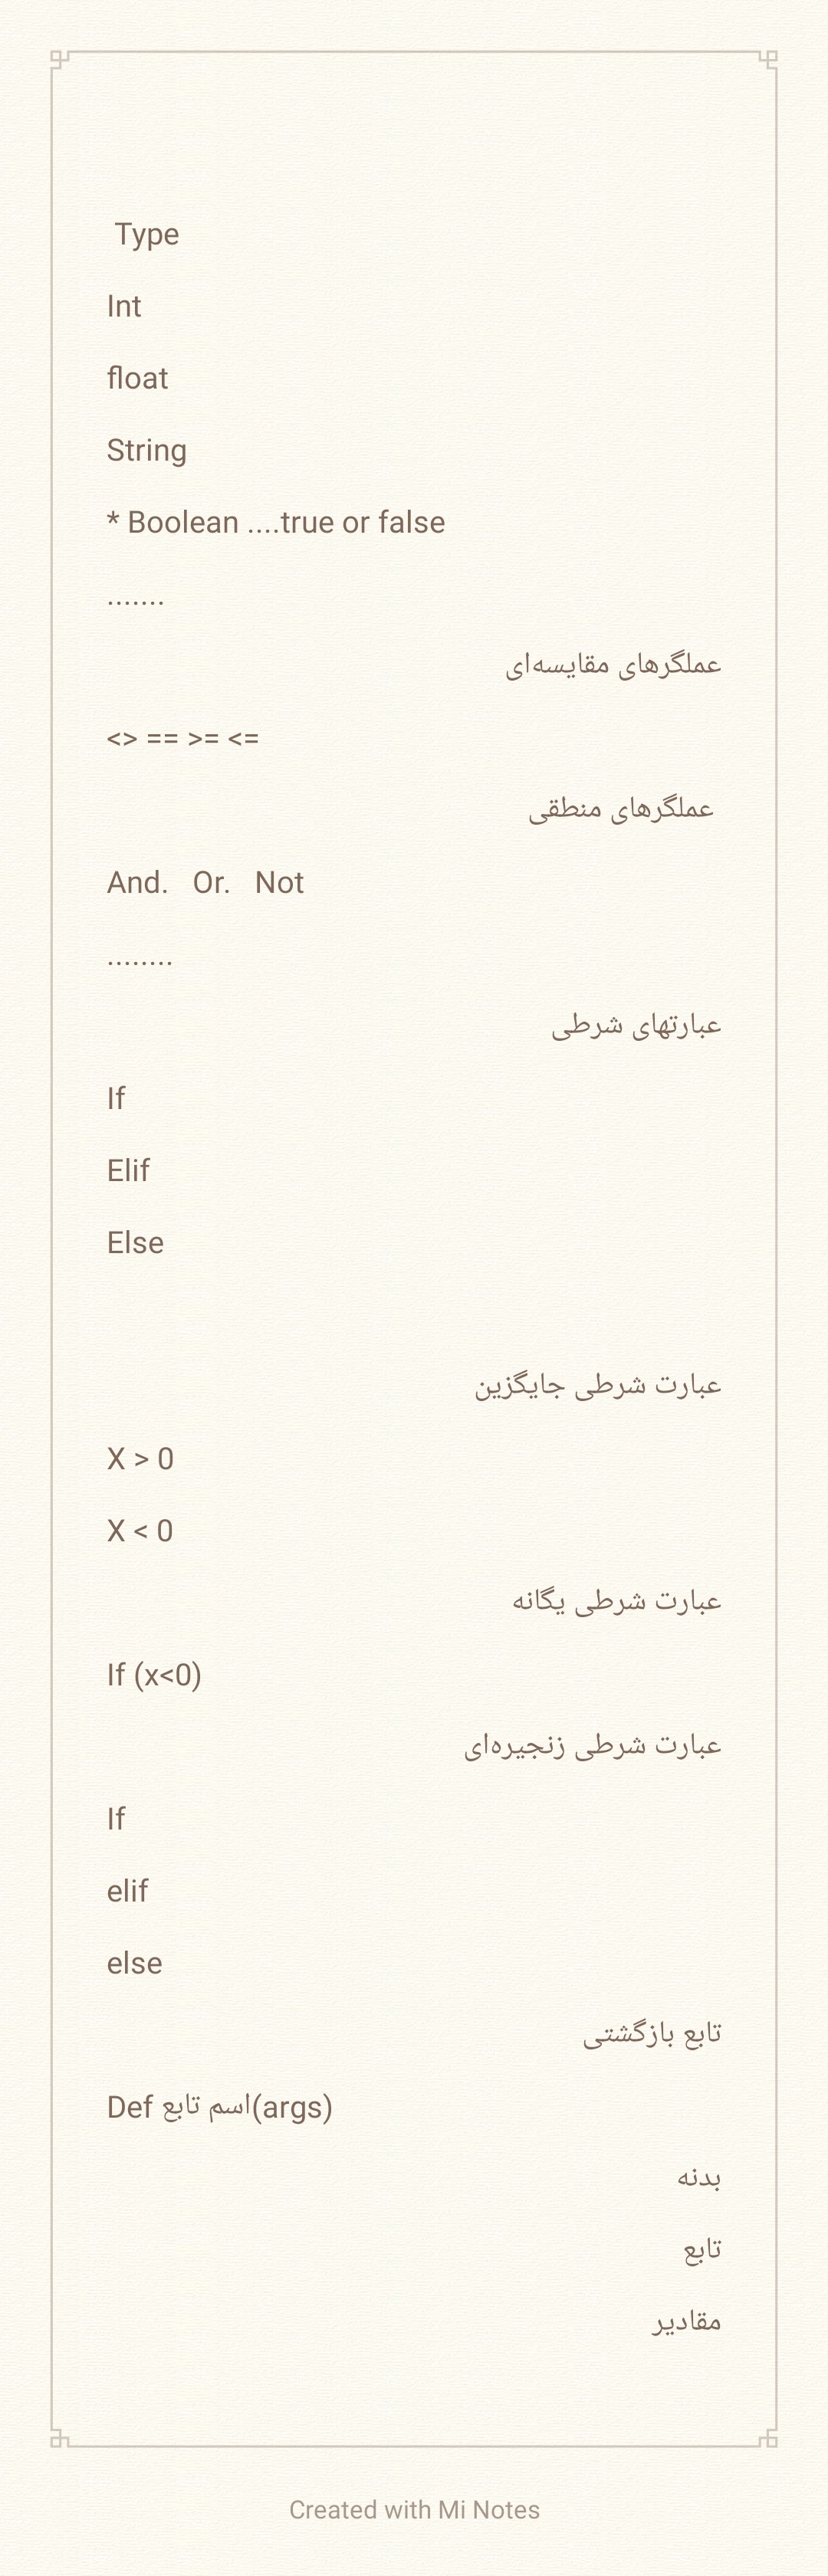 Type
Int
float
String
* Boolean ....true or false
.......
عملگرهای مقایسه‌ای
<> == >= <=
عملگرهای منطقی
And.   Or.   Not
........
عبارتهای شرطی
If
Elif
Else
عبارت شرطی جایگزین
X > 0
X < 0
عبارت شرطی یگانه
If (x<0)
عبارت شرطی زنجیره‌ای
If
elif
else
تابع بازگشتی
Def اسم تابع(args)
بدنه
تابع
مقادیر
Created with Mi Notes